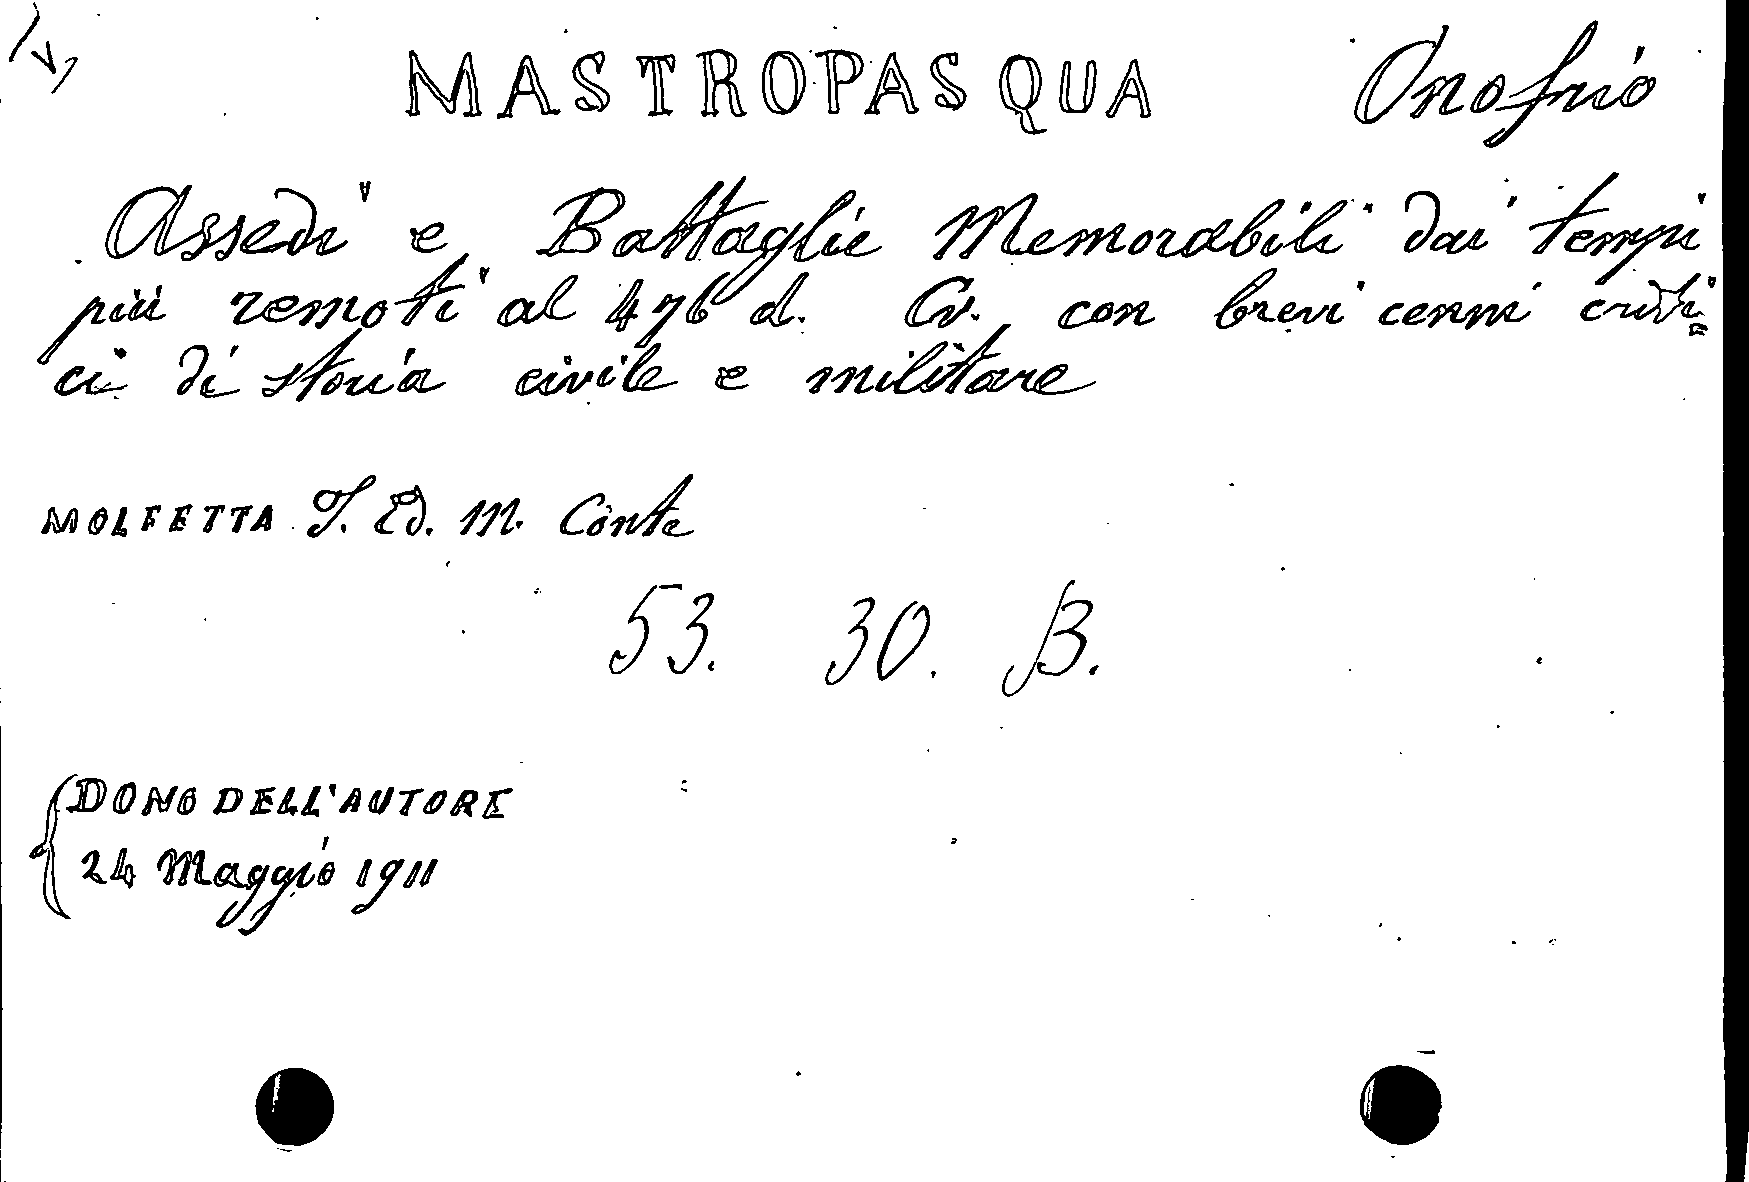 MASTROPASQUA Onofrio
Assedi e Battaglie Memorabili dai tempi
più remoti al 476 d. Cr. con brevi cenni criti=
ci di storia civile e militare
MOLFETTA T. Ed. M. Conte
53. 30. B.
DONO DELL'AUTORE
24 Maggio 1911